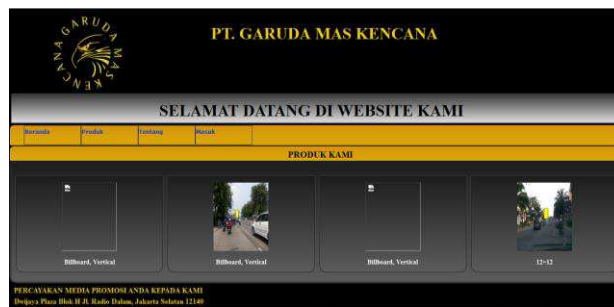 GARUDA MAS KENCANA
PT. GARUDA MAS KENCANA
SELAMAT DATANG DI WEBSITE KAMI
Beranda Produk Tentang Masuk
PRODUK KAMI
Billboard, Vertical Billboard, Vertical Billboard, Vertical 12×12
PERCAYAKAN MEDIA PROMOSI ANDA KEPADA KAMI
Dwijaya Plaza Blok II Jl. Radio Dalam, Jakarta Selatan 12140